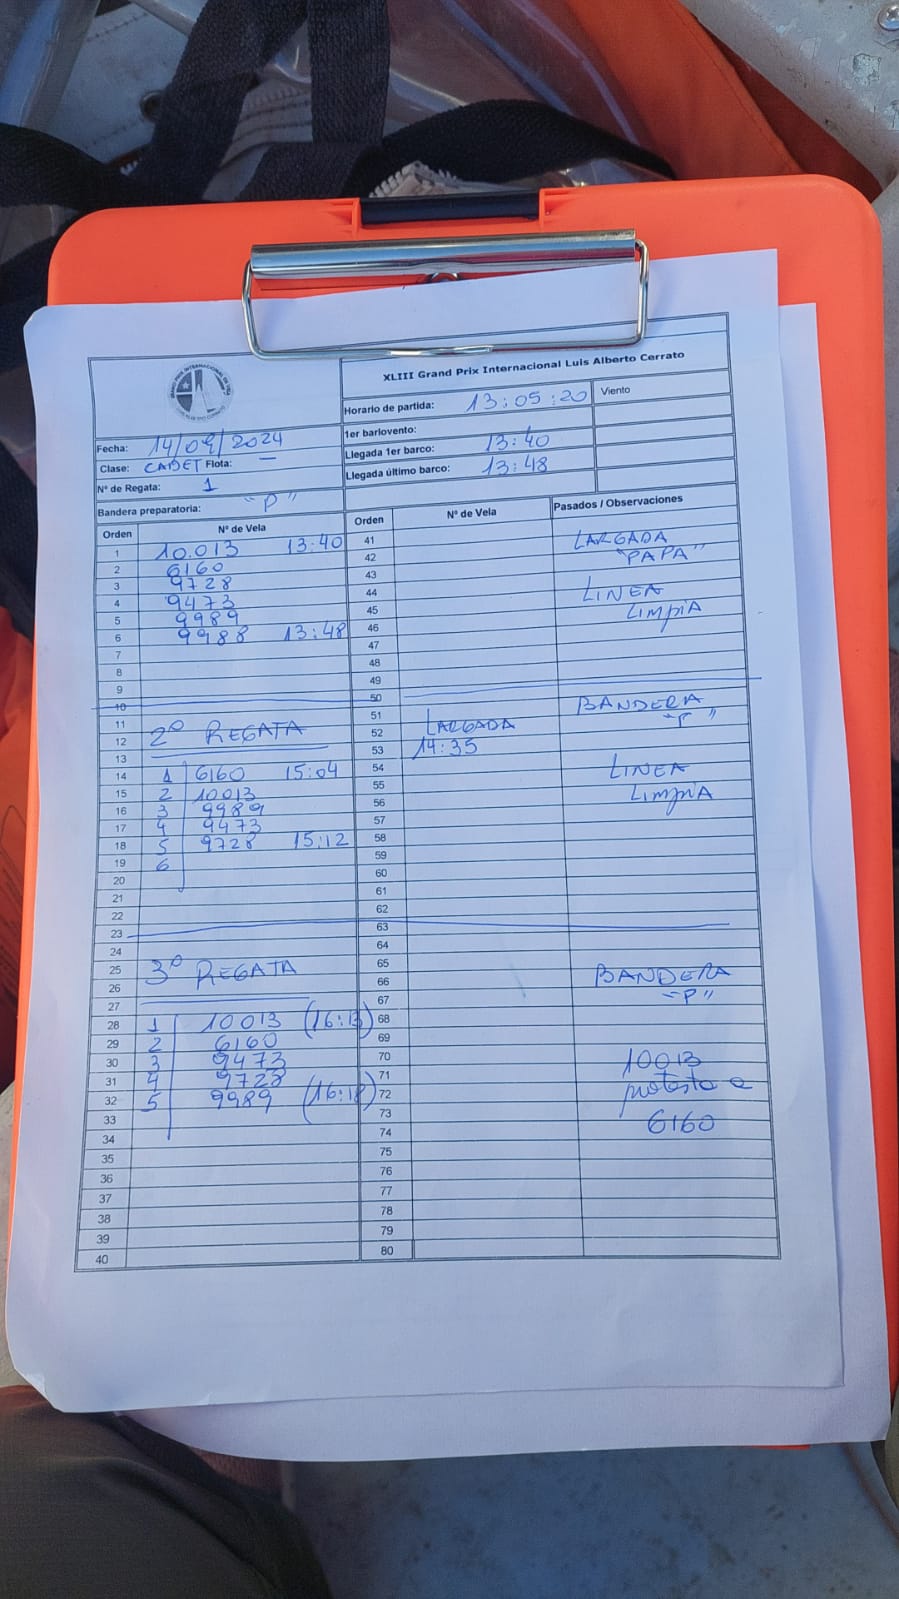 XLIII Grand Prix Internacional Luis Alberto Cerrato
Horario de partida: 13:05:20 Viento
1er barlovento:
Llegada 1er barco: 13:40
Llegada último barco: 13:48
Fecha: 14/09/2024
Clase: CADET Flota: —
Nº de Regata: 1
Bandera preparatoria: "P"
Orden Nº de Vela Orden Nº de Vela Pasados / Observaciones
1 10.013 13:40 41 LARGADA
2 6160 42 "PAPA"
3 9728 43
4 9473 44 LINEA
5 9989 45 LIMPIA
6 9988 13:48 46
7 47
8 48
9 49
10 50 BANDERA
11 51 "P"
12 2º REGATA 52 LARGADA
13 53 14:35
14 1 6160 15:04 54 LINEA
15 2 10013 55 LIMPIA
16 3 9989 56
17 4 9473 57
18 5 9728 15:12 58
19 6 59
20 60
21 61
22 62
23 63
24 64
25 3º REGATA 65
26 66 BANDERA
27 67 "P"
28 1 10013 (16:13) 68
29 2 6160 69
30 3 9473 70 10013
31 4 9728 71 protesta a
32 5 9989 (16:18) 72
33 73 6160
34 74
35 75
36 76
37 77
38 78
39 79
40 80